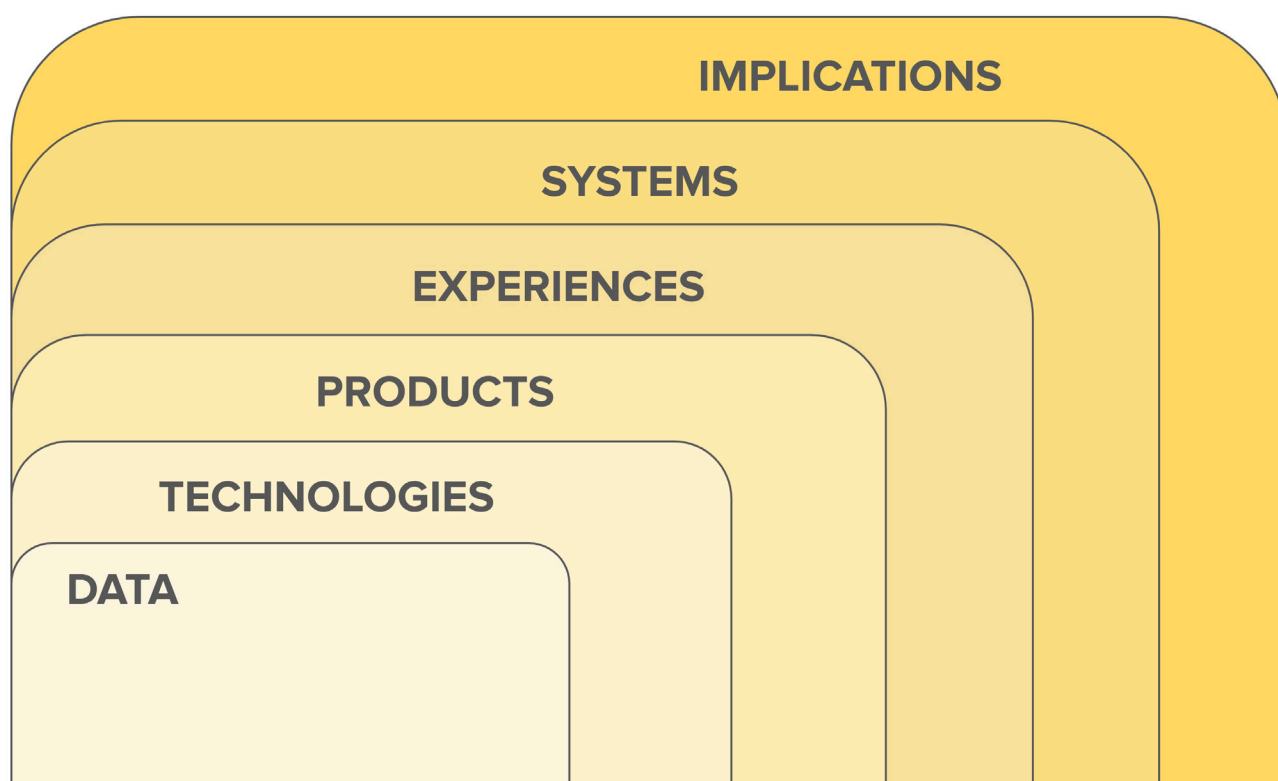 IMPLICATIONS
SYSTEMS
EXPERIENCES
PRODUCTS
TECHNOLOGIES
DATA